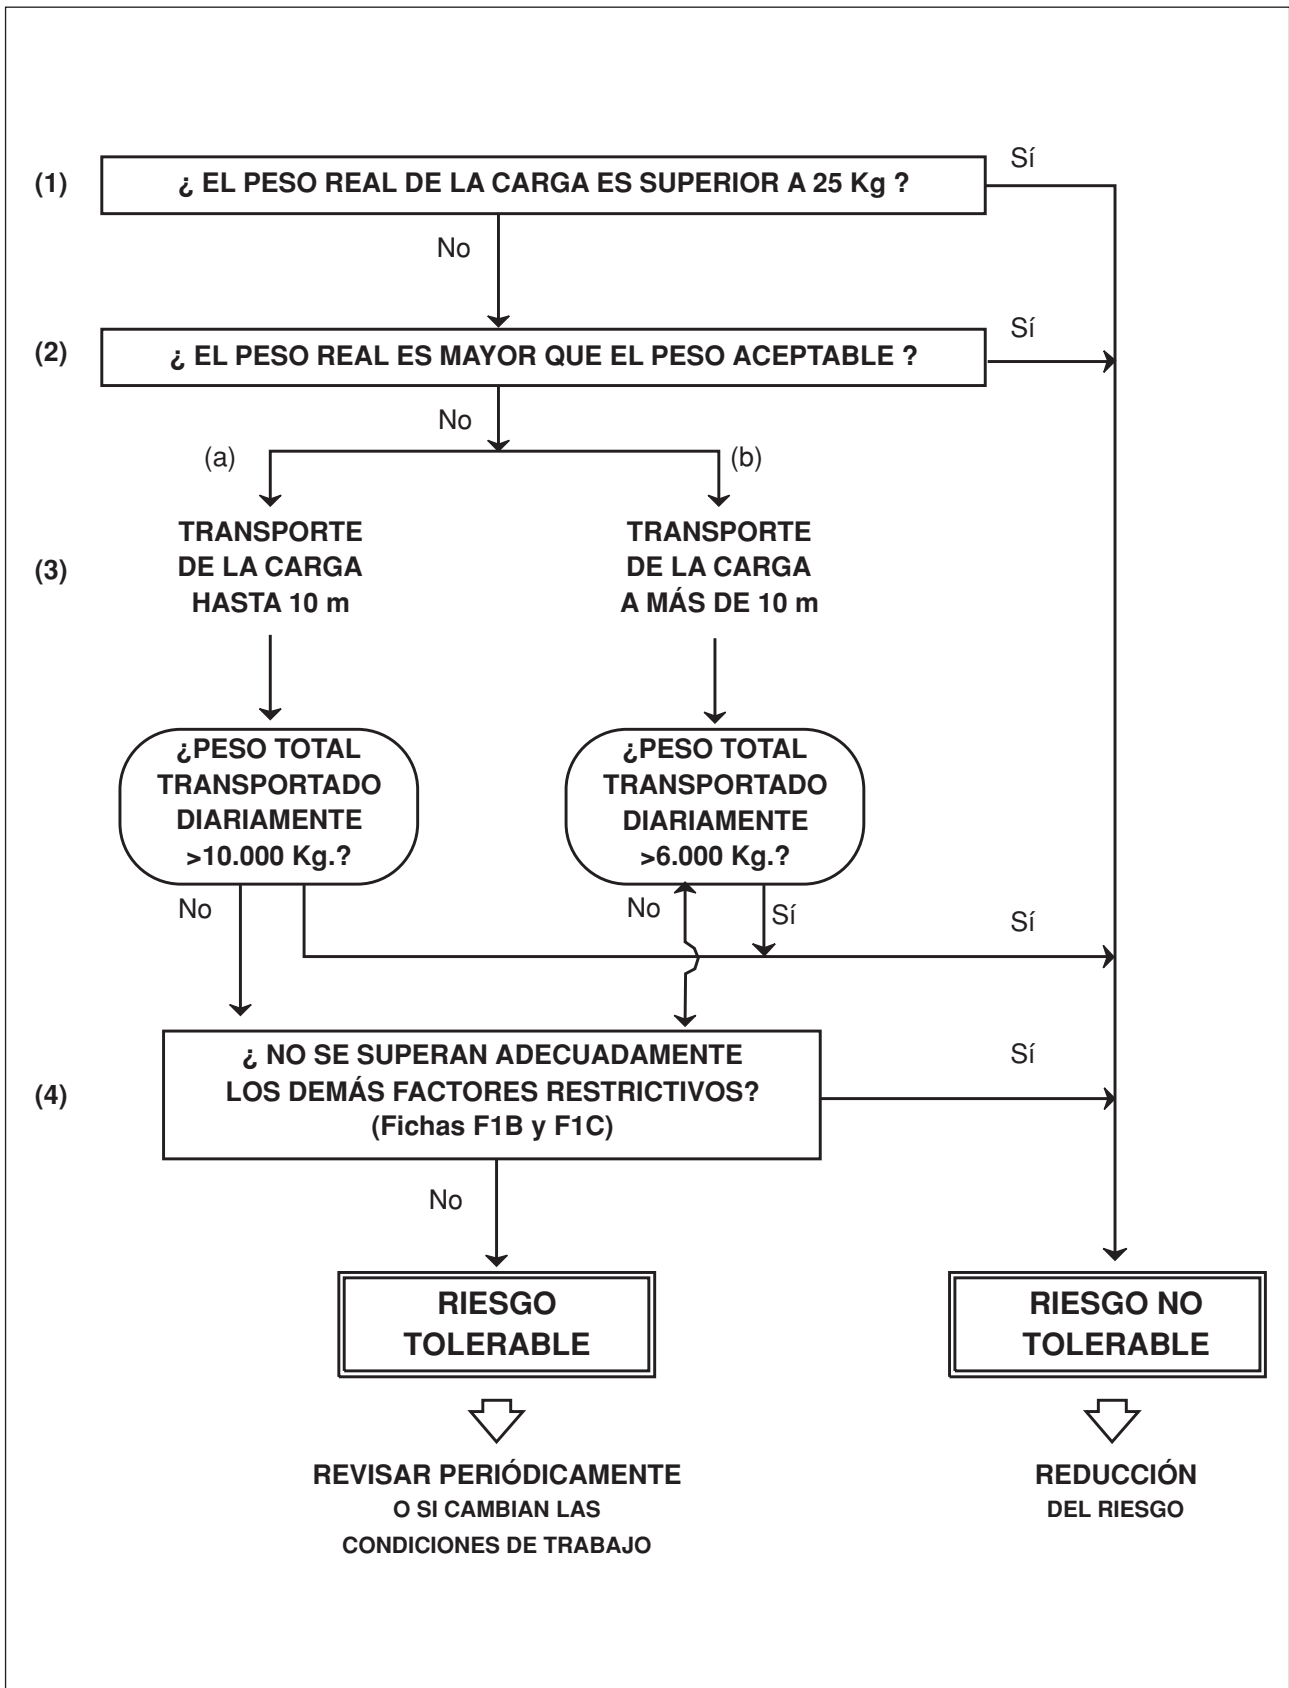 (1)
¿ EL PESO REAL DE LA CARGA ES SUPERIOR A 25 Kg ?
Sí
No
(2)
¿ EL PESO REAL ES MAYOR QUE EL PESO ACEPTABLE ?
Sí
No
(a)
(b)
(3)
TRANSPORTE
DE LA CARGA
HASTA 10 m
TRANSPORTE
DE LA CARGA
A MÁS DE 10 m
¿PESO TOTAL
TRANSPORTADO
DIARIAMENTE
>10.000 Kg.?
¿PESO TOTAL
TRANSPORTADO
DIARIAMENTE
>6.000 Kg.?
No
No
Sí
Sí
(4)
¿ NO SE SUPERAN ADECUADAMENTE
LOS DEMÁS FACTORES RESTRICTIVOS?
(Fichas F1B y F1C)
Sí
No
RIESGO
TOLERABLE
RIESGO NO
TOLERABLE
REVISAR PERIÓDICAMENTE
O SI CAMBIAN LAS
CONDICIONES DE TRABAJO
REDUCCIÓN
DEL RIESGO